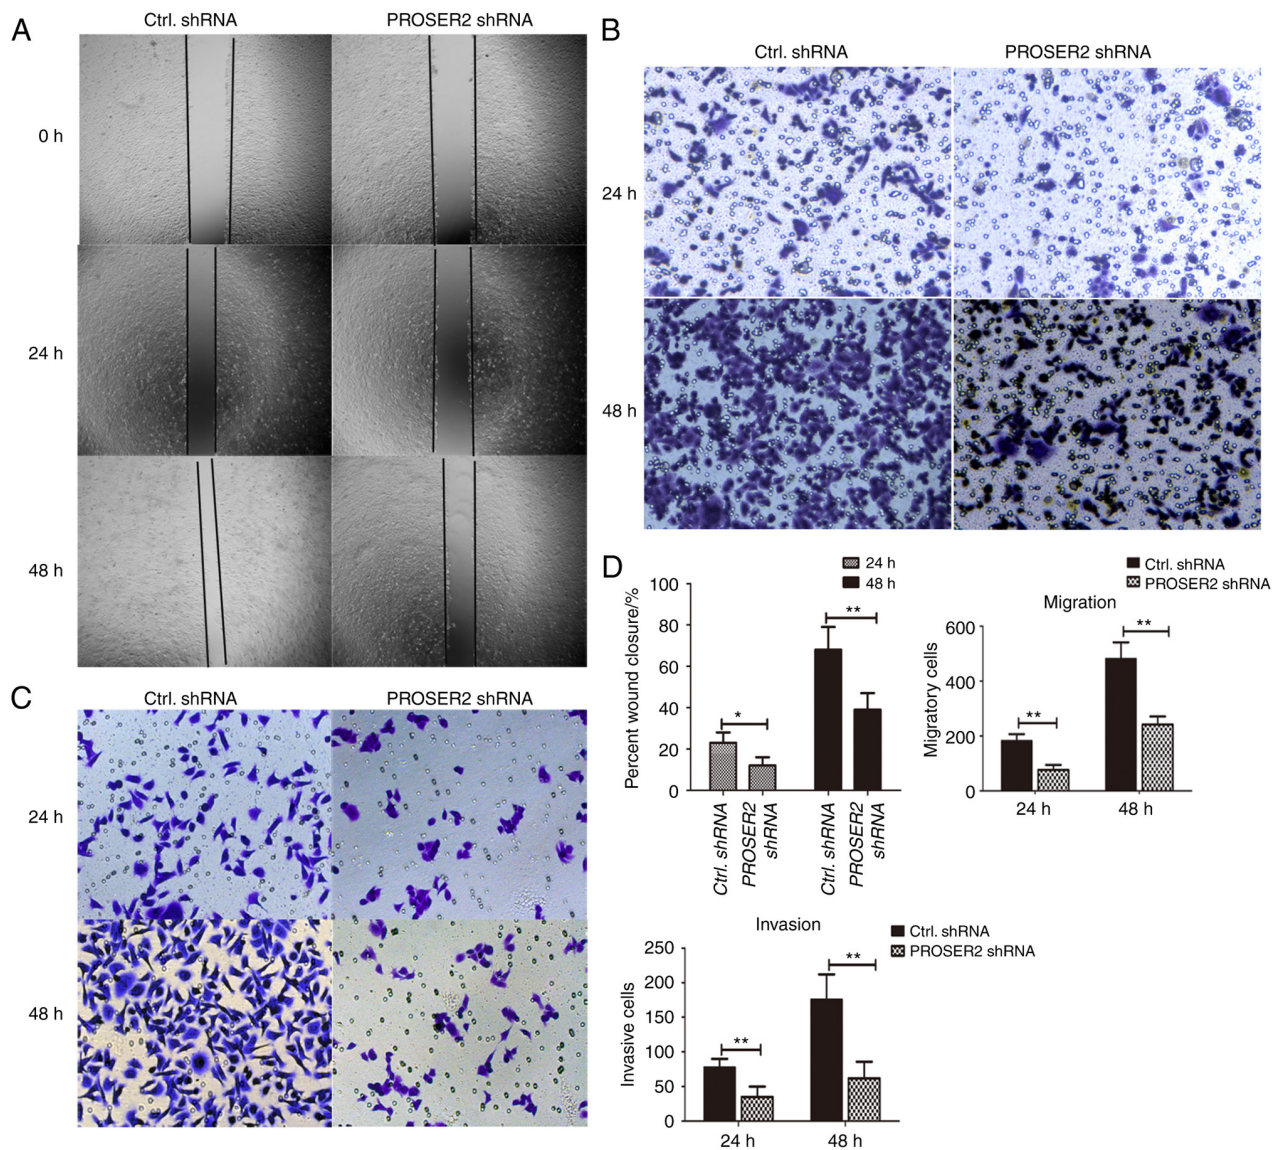 A
Ctrl. shRNA
PROSER2 shRNA
0 h
24 h
48 h
B
Ctrl. shRNA
PROSER2 shRNA
24 h
48 h
C
Ctrl. shRNA
PROSER2 shRNA
24 h
48 h
D
24 h
48 h
Percent wound closure/%
100
80
60
40
20
0
*
**
Ctrl. shRNA
PROSER2
shRNA
Ctrl. shRNA
PROSER2
shRNA
Ctrl. shRNA
PROSER2 shRNA
Migration
Migratory cells
600
400
200
0
**
**
24 h
48 h
Invasion
Ctrl. shRNA
PROSER2 shRNA
Invasive cells
250
200
150
100
50
0
**
**
24 h
48 h